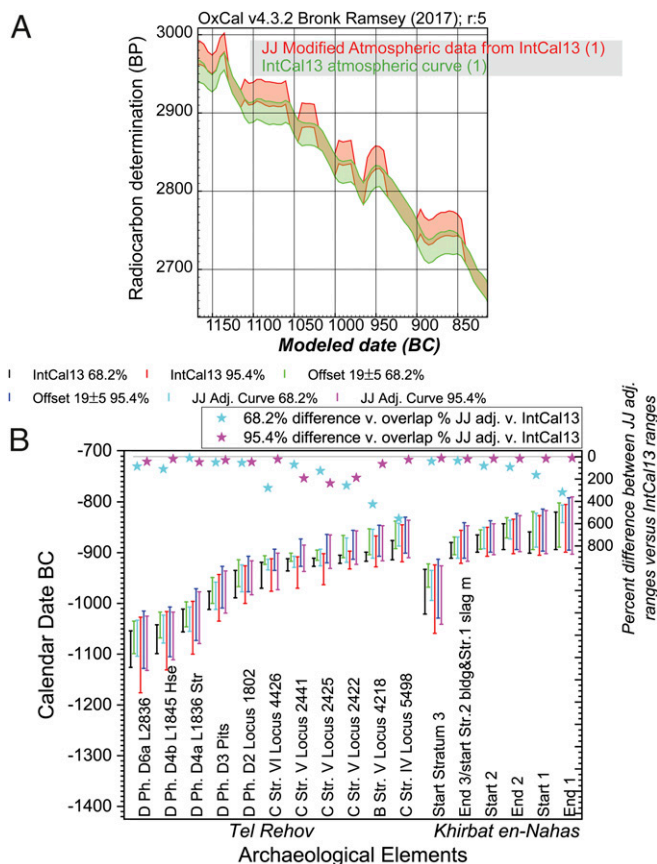 A
OxCal v4.3.2 Bronk Ramsey (2017); r:5
JJ Modified Atmospheric data from IntCal13 (1)
IntCal13 atmospheric curve (1)
Radiocarbon determination (BP)
3000
2900
2800
2700
1150 1100 1050 1000 950 900 850
Modeled date (BC)
IntCal13 68.2% IntCal13 95.4% Offset 19±5 68.2%
Offset 19±5 95.4% JJ Adj. Curve 68.2% JJ Adj. Curve 95.4%
B
68.2% difference v. overlap % JJ adj. v. IntCal13
95.4% difference v. overlap % JJ adj. v. IntCal13
Calendar Date BC
-700
-800
-900
-1000
-1100
-1200
-1300
-1400
0
200
400
600
800
Percent difference between JJ adj.
ranges versus IntCal13 ranges
D Ph. D6a L2836
D Ph. D4b L1845 Hse
D Ph. D4a L1836 Str
D Ph. D3 Pits
D Ph. D2 Locus 1802
C Str. VI Locus 4426
C Str. V Locus 2441
C Str. V Locus 2425
C Str. V Locus 2422
B Str. V Locus 4218
C Str. IV Locus 5498
Start Stratum 3
End 3/start Str.2 bldg&Str.1 slag m
Start 2
End 2
Start 1
End 1
Tel Rehov Khirbat en-Nahas
Archaeological Elements